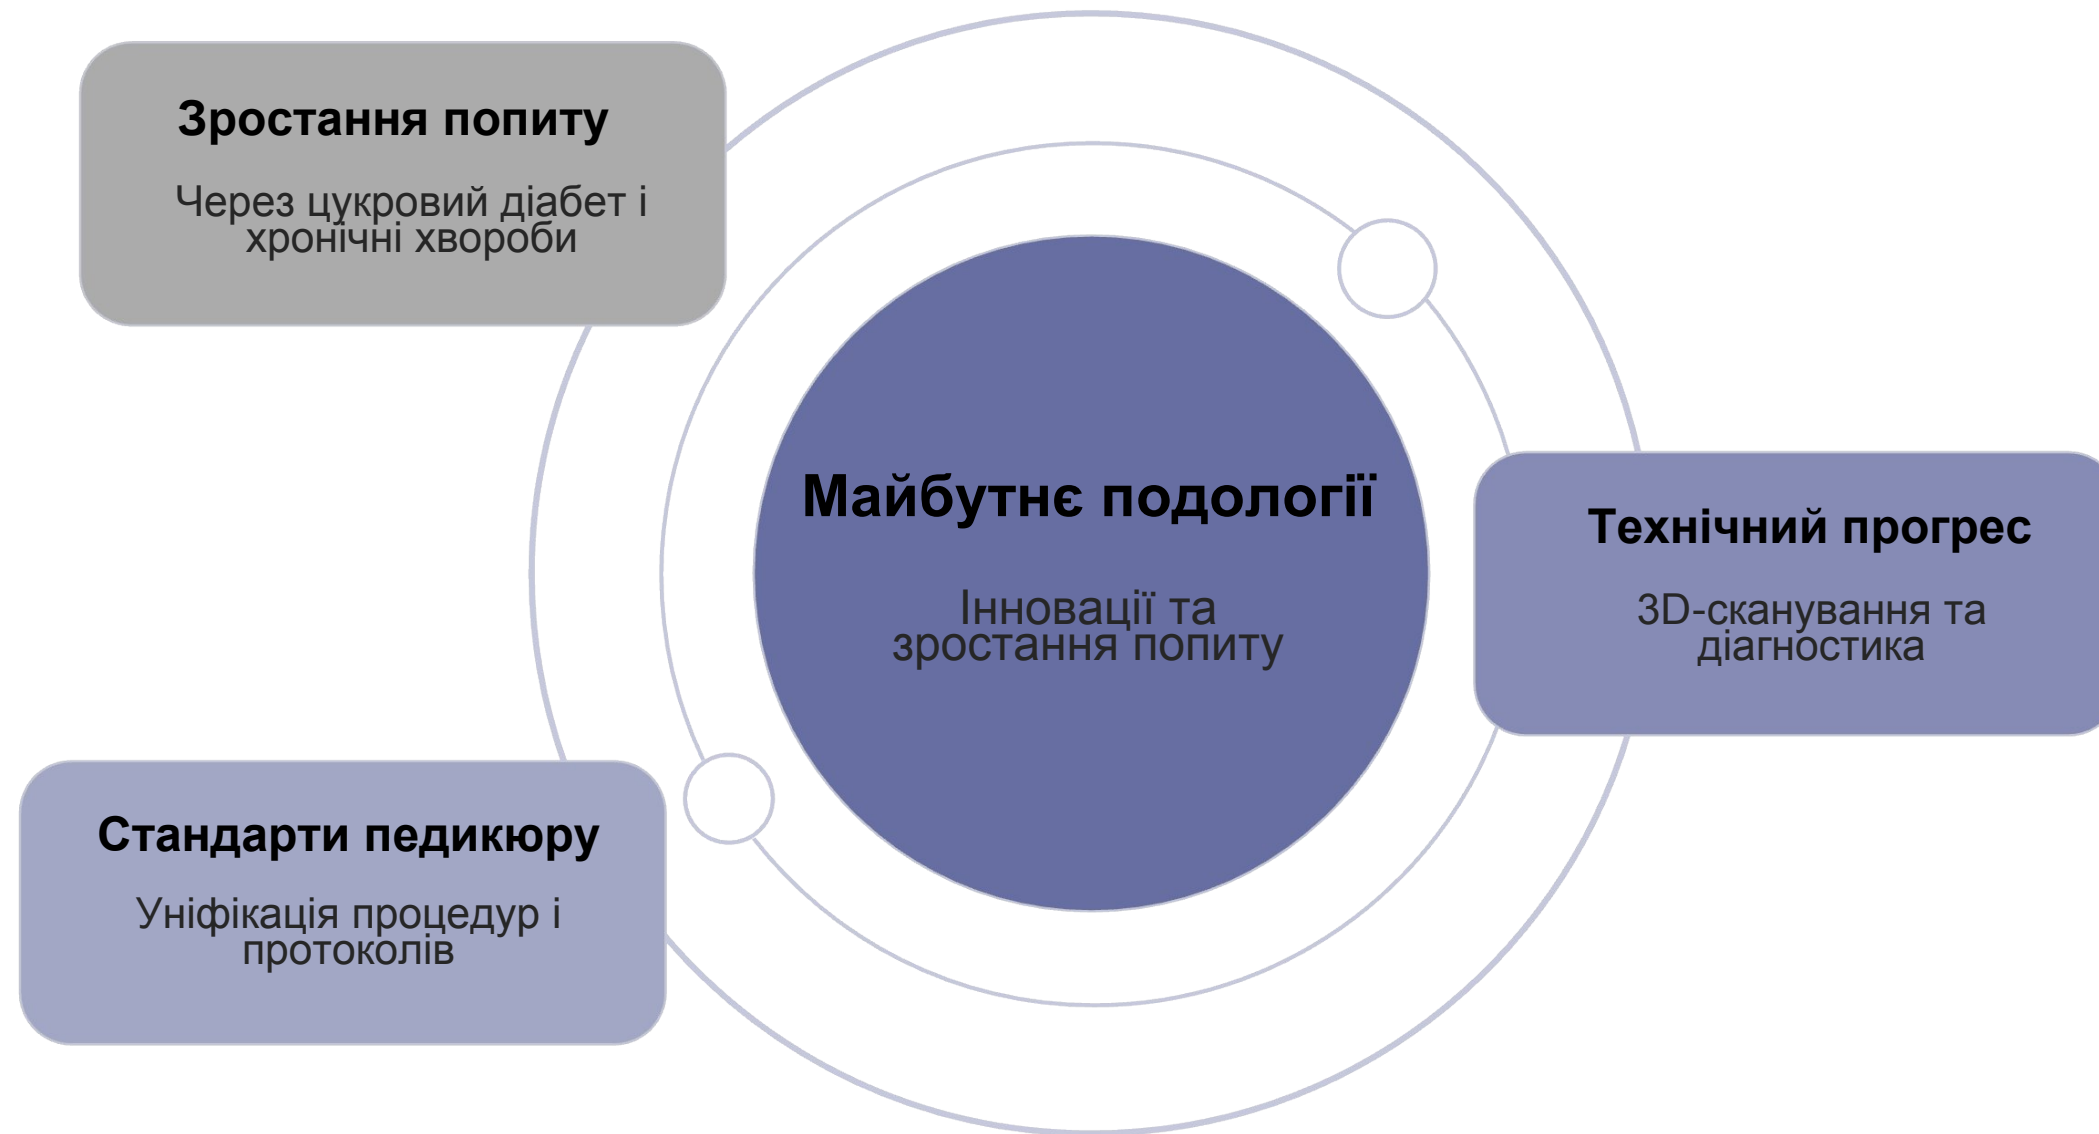 Зростання попиту
Через цукровий діабет і
хронічні хвороби
Майбутнє подології
Інновації та
зростання попиту
Технічний прогрес
3D-сканування та
діагностика
Стандарти педикюру
Уніфікація процедур і
протоколів